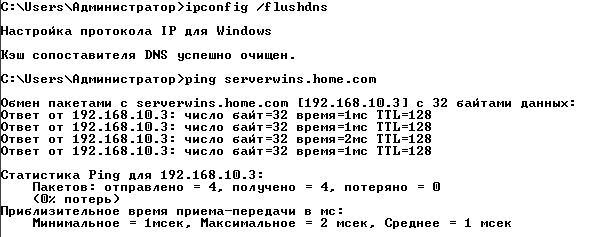 C:\Users\Администратор>ipconfig /flushdns
Настройка протокола IP для Windows
Кэш сопоставителя DNS успешно очищен.
C:\Users\Администратор>ping serverwins.home.com
Обмен пакетами с serverwins.home.com [192.168.10.3] с 32 байтами данных:
Ответ от 192.168.10.3: число байт=32 время=1мс TTL=128
Ответ от 192.168.10.3: число байт=32 время=1мс TTL=128
Ответ от 192.168.10.3: число байт=32 время=2мс TTL=128
Ответ от 192.168.10.3: число байт=32 время=1мс TTL=128
Статистика Ping для 192.168.10.3:
Пакетов: отправлено = 4, получено = 4, потеряно = 0
(0% потерь)
Приблизительное время приема-передачи в мс:
Минимальное = 1мсек, Максимальное = 2 мсек, Среднее = 1 мсек